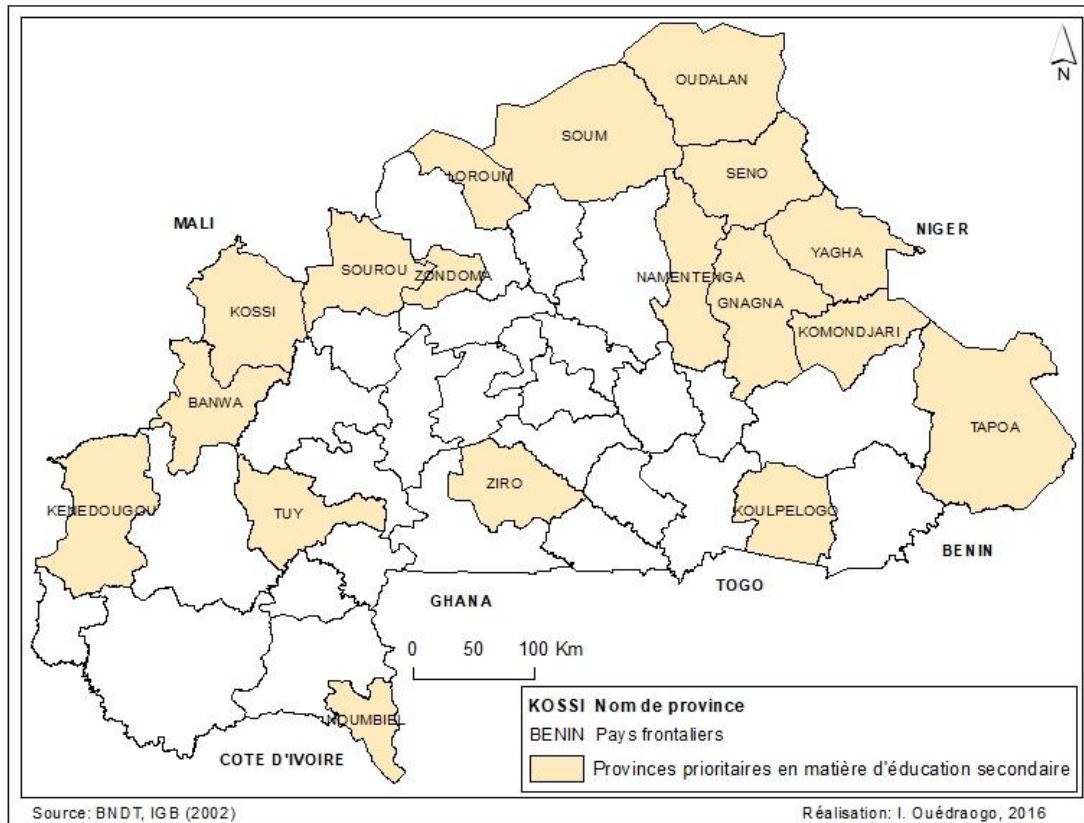 N
OUDALAN
SOUM
SENO
LOROUM
MALI
NIGER
YAGHA
SOUROU
ZONDOMA
NAMENTENGA
GNAGNA
KOSSI
KOMONDJARI
BANWA
TAPOA
ZIRO
KENEDOUGOU
TUY
KOULPELOGO
BENIN
TOGO
GHANA
0 50 100 Km
NOUMBIEL
COTE D'IVOIRE
KOSSI Nom de province
BENIN Pays frontaliers
Provinces prioritaires en matière d'éducation secondaire
Source: BNDT, IGB (2002)
Réalisation: I. Ouédraogo, 2016